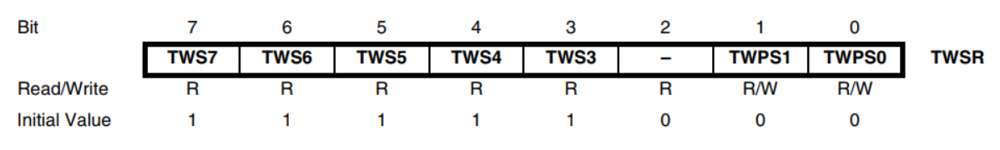 Bit 7 6 5 4 3 2 1 0
TWS7 TWS6 TWS5 TWS4 TWS3 – TWPS1 TWPS0 TWSR
Read/Write R R R R R R R/W R/W
Initial Value 1 1 1 1 1 0 0 0